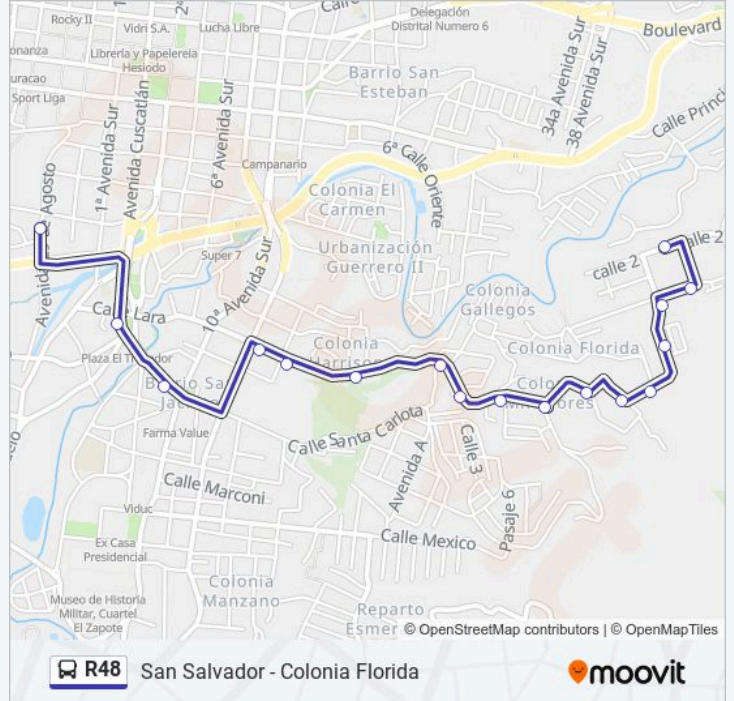 Rocky II
Vidri S.A.
Lucha Libre
Calle
Delegación
Distrital Numero 6
Boulevard
onanza
Librería y Papelereia
Hesiodo
uracao
Sport Liga
Barrio San
Esteban
34a Avenida Sur
38 Avenida Sur
Calle Princi
1ª Avenida Sur
Avenida Cuscatlán
6ª Avenida Sur
Campanario
6ª Calle Oriente
Colonia El
Carmen
Agosto
Avenida
Urbanización
Guerrero II
Super 7
10ª Avenida Sur
calle 2
alle 2
Colonia
Gallegos
Calle Lara
Colonia
Harrison
Colonia Florida
Plaza El Trovador
Farma Value
Calle Santa Carlota
Avenida A
Calle 3
Pasaje 6
Calle Marconi
Viduc
Calle Mexico
Ex Casa
Presidencial
Colonia
Manzano
Museo de Historia
Militar, Cuartel
El Zapote
Reparto
Esmer
© OpenStreetMap contributors | © OpenMapTiles
R48 San Salvador - Colonia Florida
moovit